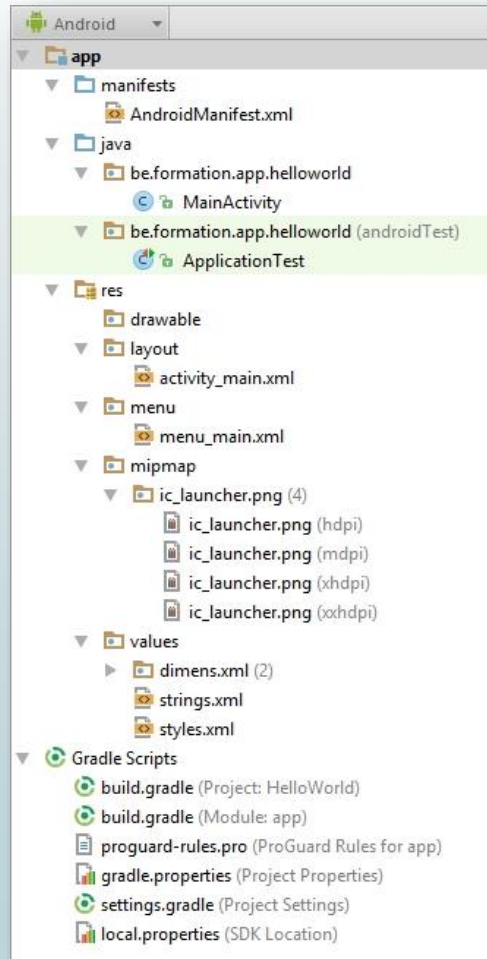 Android
app
manifests
AndroidManifest.xml
java
be.formation.app.helloworld
MainActivity
be.formation.app.helloworld (androidTest)
ApplicationTest
res
drawable
layout
activity_main.xml
menu
menu_main.xml
mipmap
ic_launcher.png (4)
ic_launcher.png (hdpi)
ic_launcher.png (mdpi)
ic_launcher.png (xhdpi)
ic_launcher.png (xxhdpi)
values
dimens.xml (2)
strings.xml
styles.xml
Gradle Scripts
build.gradle (Project: HelloWorld)
build.gradle (Module: app)
proguard-rules.pro (ProGuard Rules for app)
gradle.properties (Project Properties)
settings.gradle (Project Settings)
local.properties (SDK Location)